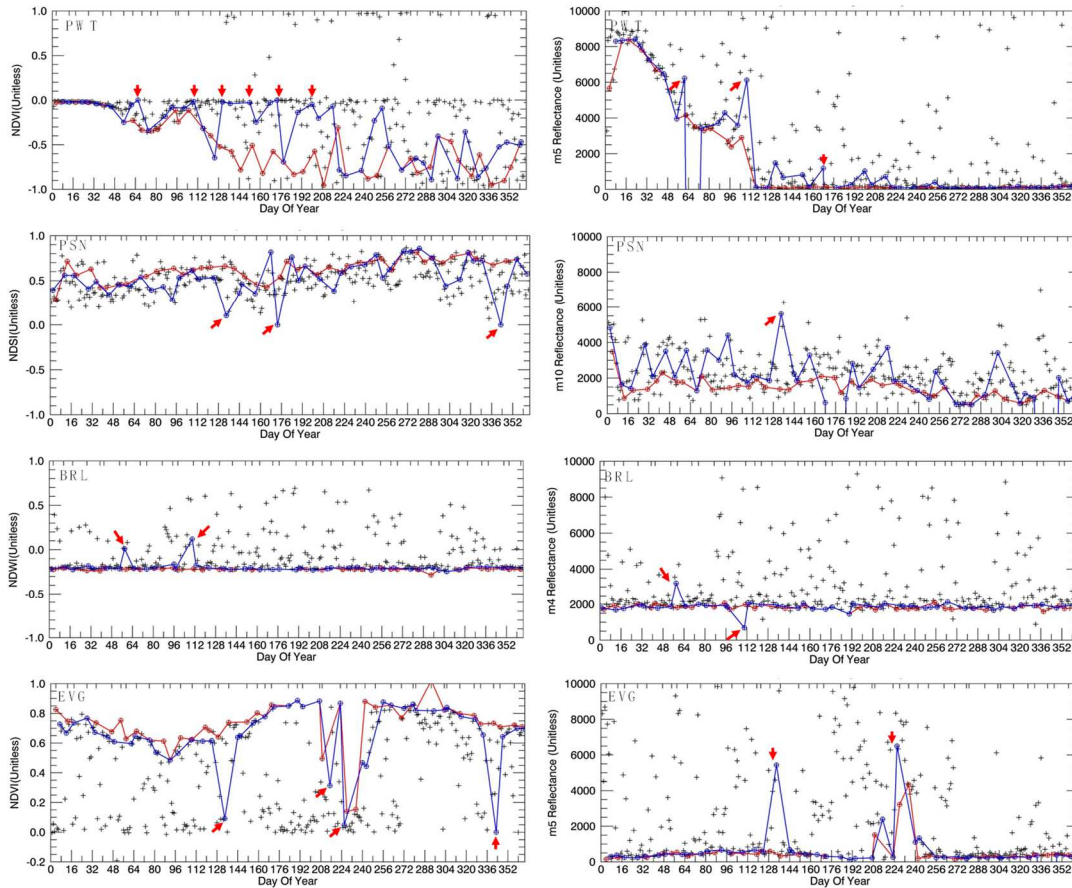 PWT
NDVI(Unitless)
1.0
0.5
0.0
-0.5
-1.0
0 16 32 48 64 80 96 112 128 144 160 176 192 208 224 240 256 272 288 304 320 336 352
Day Of Year
PWT
m5 Reflectance (Unitless)
10000
8000
6000
4000
2000
0
0 16 32 48 64 80 96 112 128 144 160 176 192 208 224 240 256 272 288 304 320 336 352
Day Of Year
PSN
NDSI(Unitless)
1.0
0.5
0.0
-0.5
-1.0
0 16 32 48 64 80 96 112 128 144 160 176 192 208 224 240 256 272 288 304 320 336 352
Day Of Year
PSN
m10 Reflectance (Unitless)
10000
8000
6000
4000
2000
0
0 16 32 48 64 80 96 112 128 144 160 176 192 208 224 240 256 272 288 304 320 336 352
Day Of Year
BRL
NDWI(Unitless)
1.0
0.5
0.0
-0.5
-1.0
0 16 32 48 64 80 96 112 128 144 160 176 192 208 224 240 256 272 288 304 320 336 352
Day Of Year
BRL
m4 Reflectance (Unitless)
10000
8000
6000
4000
2000
0
0 16 32 48 64 80 96 112 128 144 160 176 192 208 224 240 256 272 288 304 320 336 352
Day Of Year
EVG
NDVI(Unitless)
1.0
0.8
0.6
0.4
0.2
0.0
-0.2
0 16 32 48 64 80 96 112 128 144 160 176 192 208 224 240 256 272 288 304 320 336 352
Day Of Year
EVG
m5 Reflectance (Unitless)
10000
8000
6000
4000
2000
0
0 16 32 48 64 80 96 112 128 144 160 176 192 208 224 240 256 272 288 304 320 336 352
Day Of Year